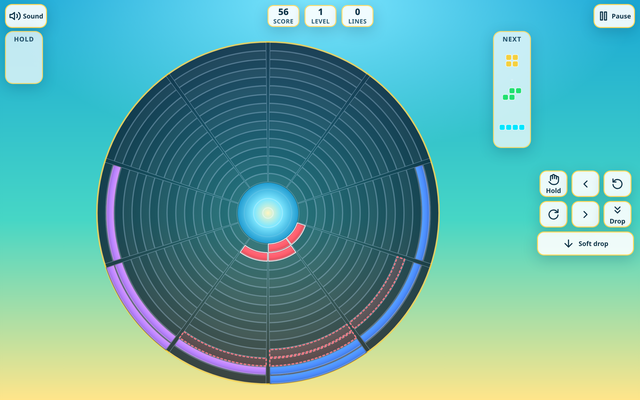 Sound
56
SCORE
1
LEVEL
0
LINES
Pause
HOLD
NEXT
Hold
Drop
Soft drop